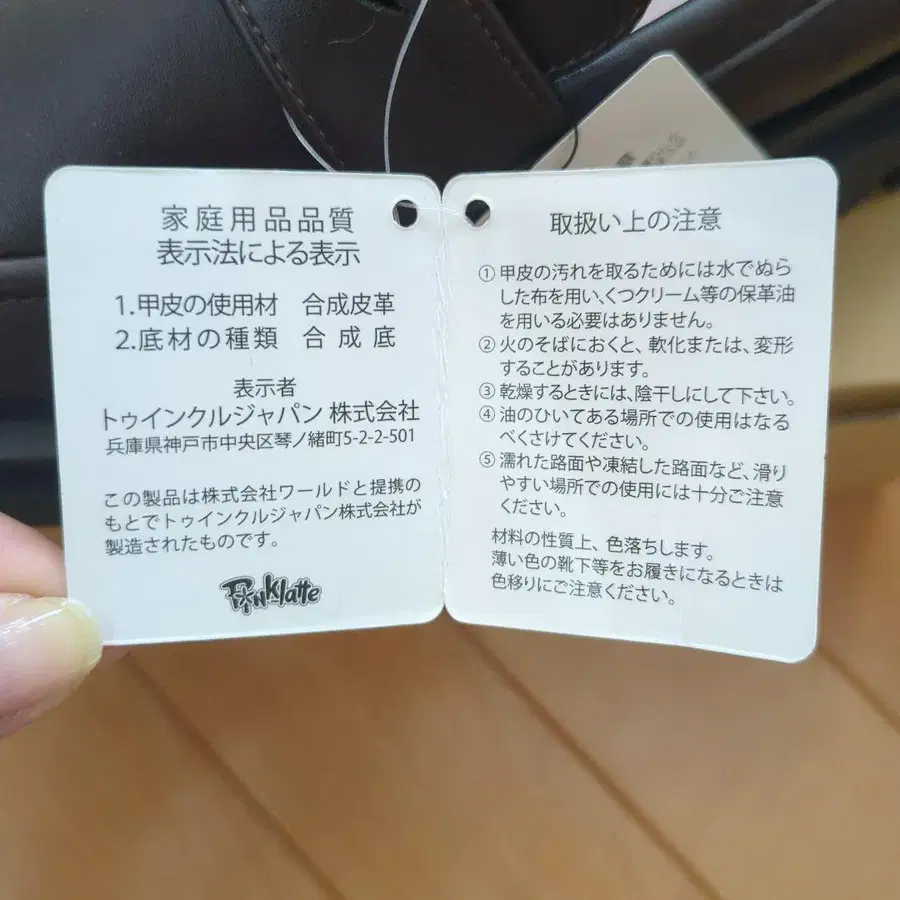 家庭用品品質
表示法による表示
1.甲皮の使用材 合成皮革
2.底材の種類 合成底
表示者
トゥインクルジャパン 株式会社
兵庫県神戸市中央区琴ノ緒町5-2-2-501
この製品は株式会社ワールドと提携の
もとでトゥインクルジャパン株式会社が
製造されたものです。
Pinklatte
取扱い上の注意
① 甲皮の汚れを取るためには水でぬら
した布を用い、くつクリーム等の保革油
を用いる必要はありません。
② 火のそばにおくと、軟化または、変形
することがあります。
③ 乾燥するときには、陰干しにして下さい。
④ 油のひいてある場所での使用はなる
べくさけてください。
⑤ 濡れた路面や凍結した路面など、滑り
やすい場所での使用には十分ご注意
ください。
材料の性質上、色落ちします。
薄い色の靴下等をお履きになるときは
色移りにご注意ください。